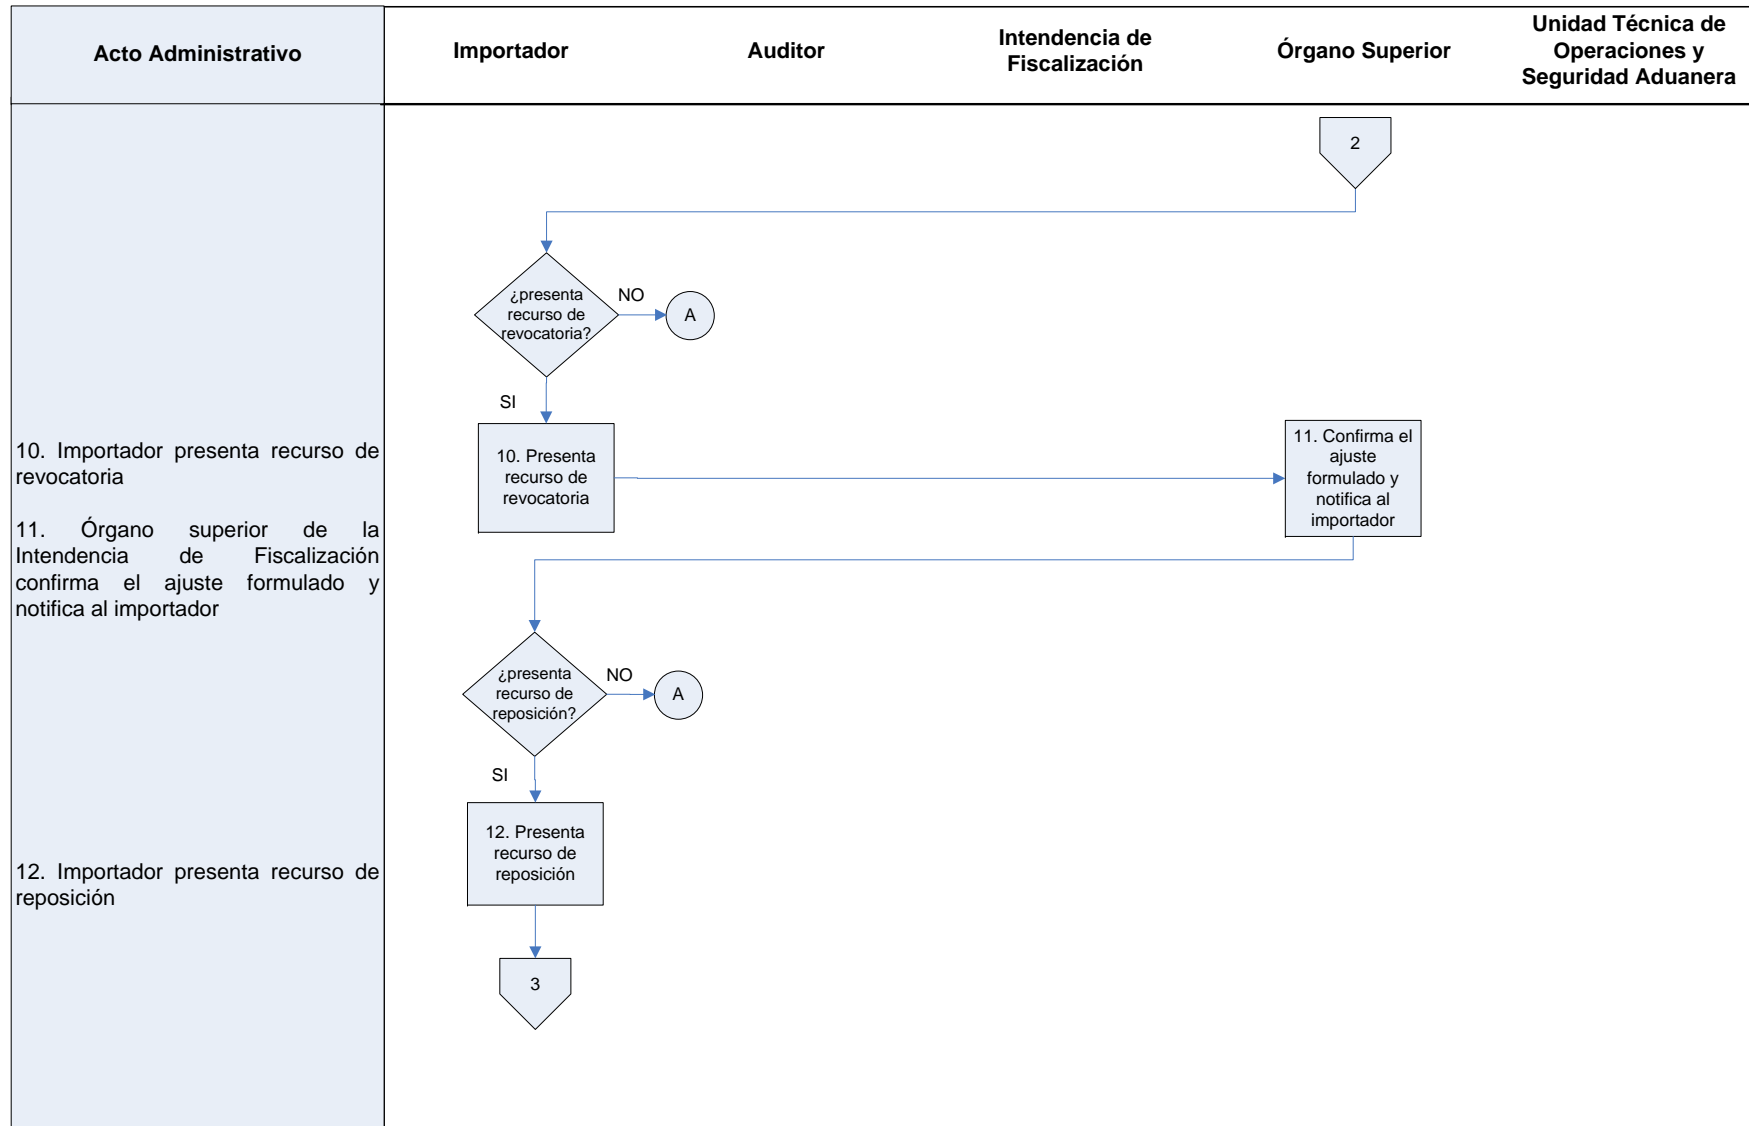 Acto Administrativo
Importador
Auditor
Intendencia de
Fiscalización
Órgano Superior
Unidad Técnica de
Operaciones y
Seguridad Aduanera
2
¿presenta
recurso de
revocatoria?
NO
A
SI
10. Importador presenta recurso de
revocatoria
10. Presenta
recurso de
revocatoria
11. Confirma el
ajuste
formulado y
notifica al
importador
11. Órgano superior de la
Intendencia de Fiscalización
confirma el ajuste formulado y
notifica al importador
¿presenta
recurso de
reposición?
NO
A
SI
12. Importador presenta recurso de
reposición
12. Presenta
recurso de
reposición
3